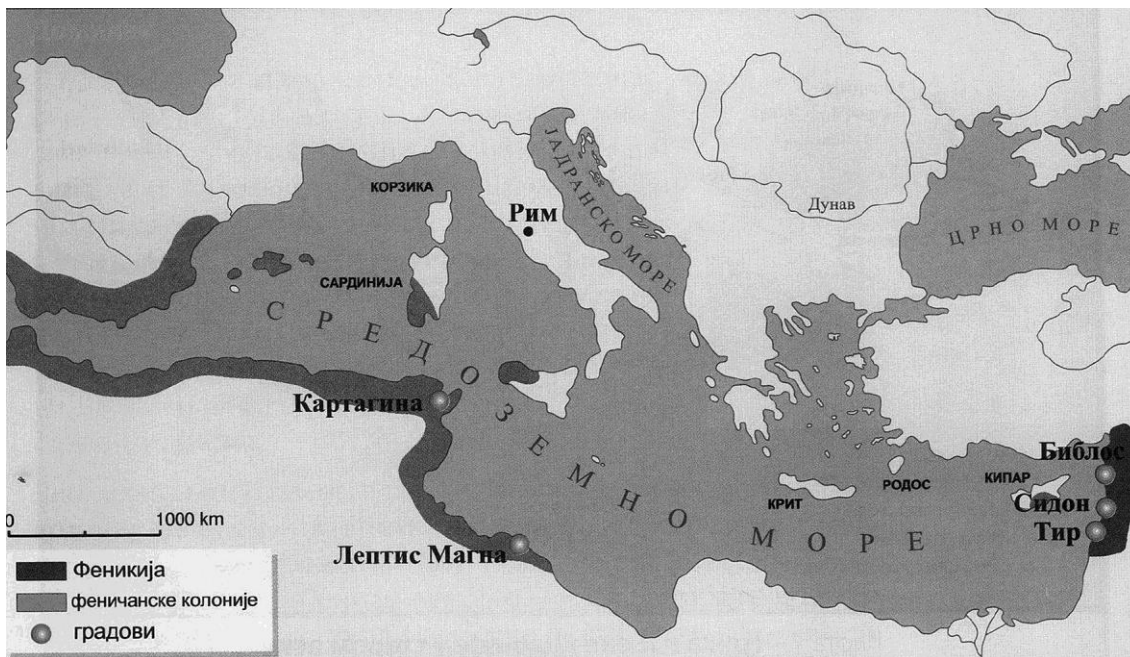 КОРЗИКА
Рим
ЈАДРАНСКО МОРЕ
Дунав
ЦРНО МОРЕ
САРДИНИЈА
СРЕДОЗЕМНО МОРЕ
Картагина
Библос
КРИТ
РОДОС
КИПАР
Сидон
Тир
Лептис Магна
0 1000 km
Феникија
феничанске колоније
градови